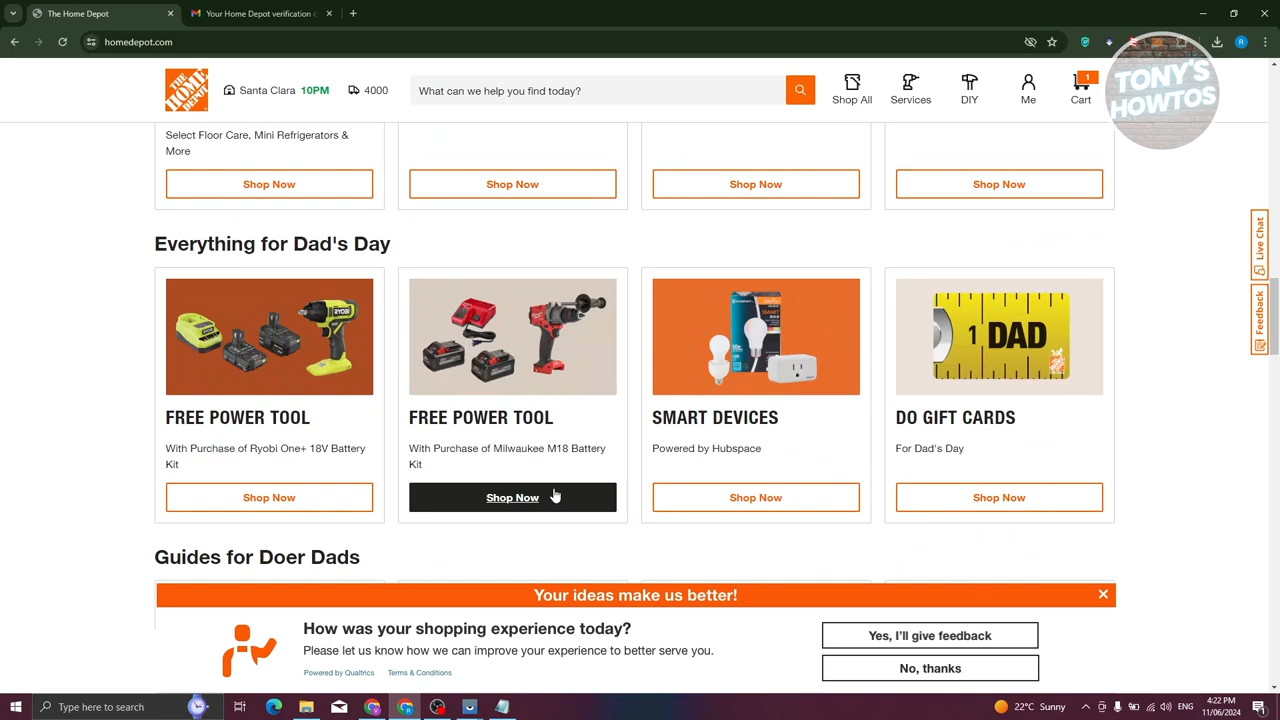 The Home Depot
Your Home Depot verification c
homedepot.com
THE HOME DEPOT
Santa Clara 10PM
4000
What can we help you find today?
Shop All
Services
DIY
Me
1
Cart
TONY'S
HOWTOS
Select Floor Care, Mini Refrigerators &
More
Shop Now
Shop Now
Shop Now
Shop Now
Live Chat
Feedback
Everything for Dad's Day
RYOBI
1 DAD
FREE POWER TOOL
FREE POWER TOOL
SMART DEVICES
DO GIFT CARDS
With Purchase of Ryobi One+ 18V Battery
Kit
With Purchase of Milwaukee M18 Battery
Kit
Powered by Hubspace
For Dad's Day
Shop Now
Shop Now
Shop Now
Shop Now
Guides for Doer Dads
Your ideas make us better!
How was your shopping experience today?
Please let us know how we can improve your experience to better serve you.
Powered by Qualtrics
Terms & Conditions
Yes, I'll give feedback
No, thanks
Type here to search
22°C Sunny
4:22 PM
11/06/2024